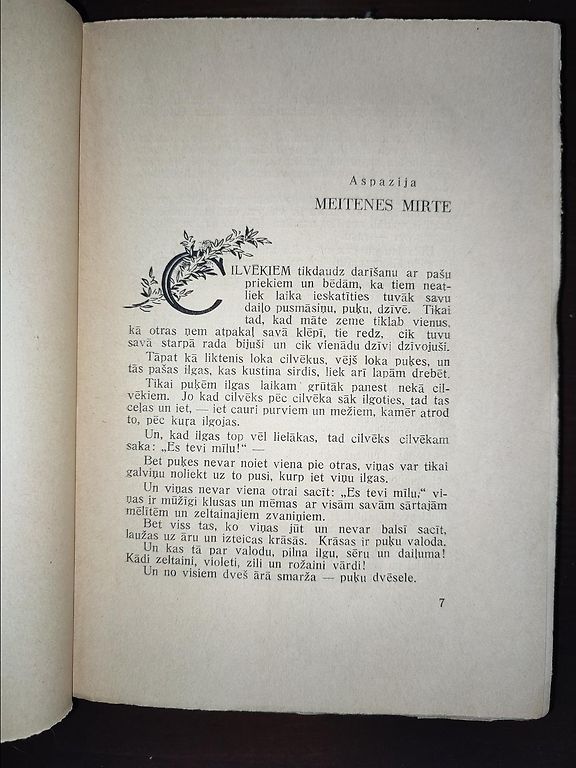 Aspazija
MEITENES MIRTE
CILVĒKIEM tikdaudz darīšanu ar pašu
priekiem un bēdām, ka tiem neat-
liek laika ieskatīties tuvāk savu
daiļo pusmāsiņu, puķu, dzīvē. Tikai
tad, kad māte zeme tiklab vienus,
kā otras ņem atpakaļ savā klēpī, tie redz, cik tuvu
savā starpā rada bijuši un cik vienādu dzīvi dzīvojuši.
Tāpat kā liktenis loka cilvēkus, vējš loka puķes, un
tās pašas ilgas, kas kustina sirdis, liek arī lapām drebēt.
Tikai puķēm ilgas laikam grūtāk panest nekā cil-
vēkiem. Jo kad cilvēks pēc cilvēka sāk ilgoties, tad tas
ceļas un iet, — iet cauri purviem un mežiem, kamēr atrod
to, pēc kuŗa ilgojas.
Un, kad ilgas top vēl lielākas, tad cilvēks cilvēkam
saka: „Es tevi mīlu!“ —
Bet puķes nevar noiet viena pie otras, viņas var tikai
galviņu noliekt uz to pusi, kurp iet viņu ilgas.
Un viņas nevar viena otrai sacīt: „Es tevi mīlu,“ vi-
ņas ir mūžīgi klusas un mēmas ar visām savām sārtajām
mēlītēm un zeltainajiem zvaniņiem.
Bet viss tas, ko viņas jūt un nevar balsī sacīt,
laužas uz āru un izteicas krāsās. Krāsas ir puķu valoda.
Un kas tā par valodu, pilna ilgu, sēru un daiļuma!
Kādi zeltaini, violeti, zili un rožaini vārdi!
Un no visiem dveš ārā smarža — puķu dvēsele.
7